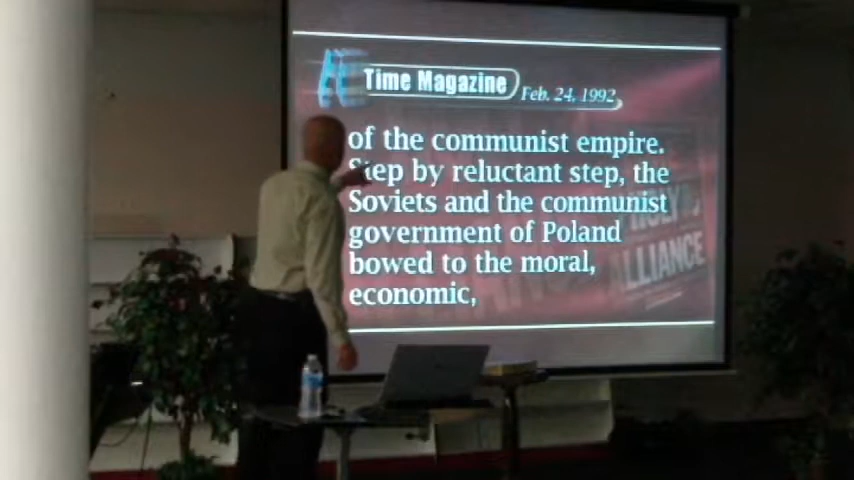 Time Magazine
Feb. 24, 1992
of the communist empire.
Step by reluctant step, the
Soviets and the communist
government of Poland
bowed to the moral,
economic,
HOLY
ALLIANCE